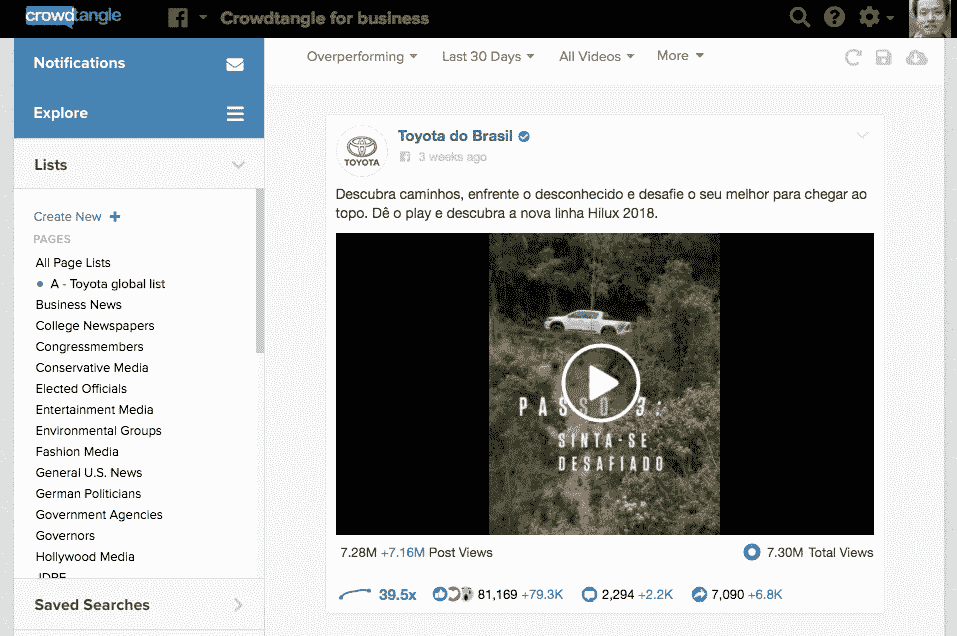 crowdtangle
Crowdtangle for business
Notifications
Explore
Lists
Create New +
PAGES
All Page Lists
A - Toyota global list
Business News
College Newspapers
Congressmembers
Conservative Media
Elected Officials
Entertainment Media
Environmental Groups
Fashion Media
General U.S. News
German Politicians
Government Agencies
Governors
Hollywood Media
Saved Searches
Overperforming
Last 30 Days
All Videos
More
TOYOTA
Toyota do Brasil
3 weeks ago
Descubra caminhos, enfrente o desconhecido e desafie o seu melhor para chegar ao
topo. Dê o play e descubra a nova linha Hilux 2018.
PASSO 3:
SINTA-SE
DESAFIADO
7.28M +7.16M Post Views
7.30M Total Views
39.5x 81,169 +79.3K 2,294 +2.2K 7,090 +6.8K